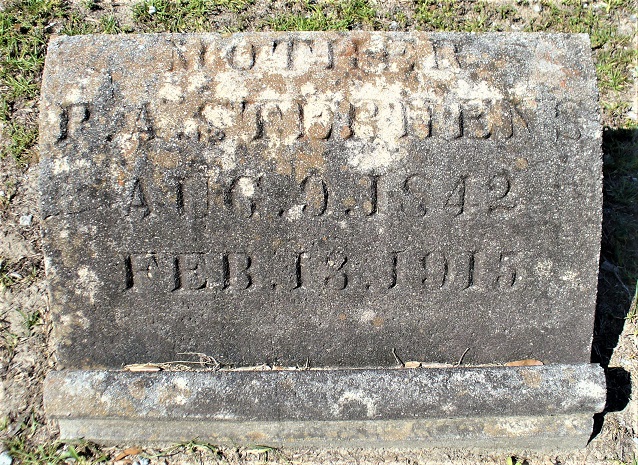 MOTHER
P. A. STEPHENS
AUG. 9. 1842
FEB. 13. 1915